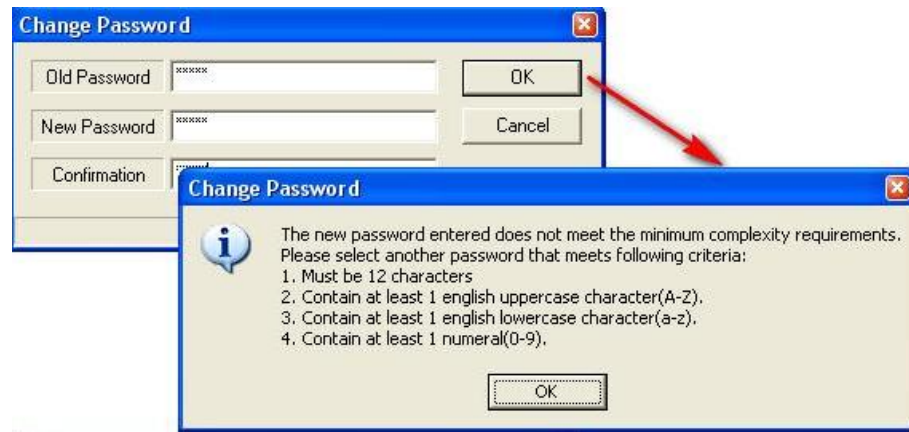 Change Password
Old Password *****
OK
New Password *****
Cancel
Confirmation
Change Password
The new password entered does not meet the minimum complexity requirements.
Please select another password that meets following criteria:
1. Must be 12 characters
2. Contain at least 1 english uppercase character(A-Z).
3. Contain at least 1 english lowercase character(a-z).
4. Contain at least 1 numeral(0-9).
OK